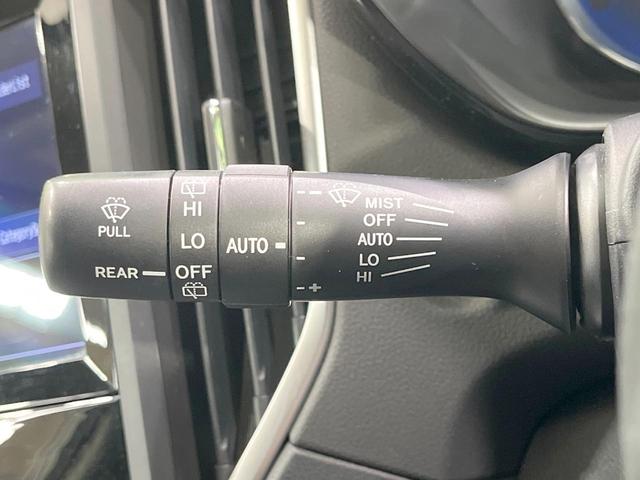 PULL
REAR
HI
LO
OFF
AUTO
- +
MIST
OFF
AUTO
LO
HI